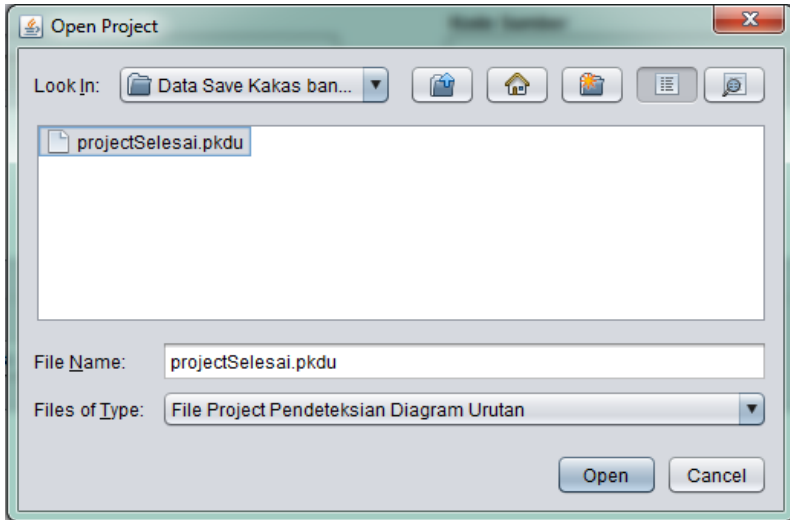 Open Project
Look In: Data Save Kakas ban...
projectSelesai.pkdu
File Name: projectSelesai.pkdu
Files of Type: File Project Pendeteksian Diagram Urutan
Open Cancel